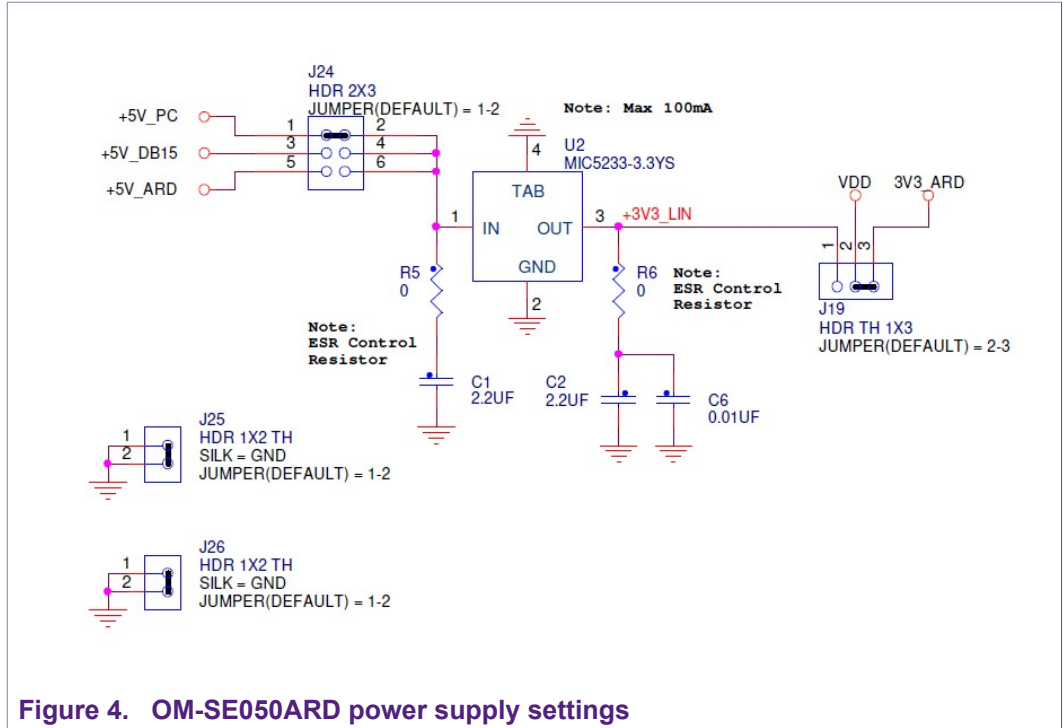 J24
HDR 2X3
JUMPER(DEFAULT) = 1-2
+5V_PC
+5V_DB15
+5V_ARD
1
2
3
4
5
6
Note: Max 100mA
4
U2
MIC5233-3.3YS
TAB
1
IN
OUT
3
GND
2
+3V3_LIN
VDD
3V3_ARD
1
2
3
J19
HDR TH 1X3
JUMPER(DEFAULT) = 2-3
R5
0
Note:
ESR Control
Resistor
R6
0
Note:
ESR Control
Resistor
C1
2.2UF
C2
2.2UF
C6
0.01UF
1
2
J25
HDR 1X2 TH
SILK = GND
JUMPER(DEFAULT) = 1-2
1
2
J26
HDR 1X2 TH
SILK = GND
JUMPER(DEFAULT) = 1-2
Figure 4. OM-SE050ARD power supply settings